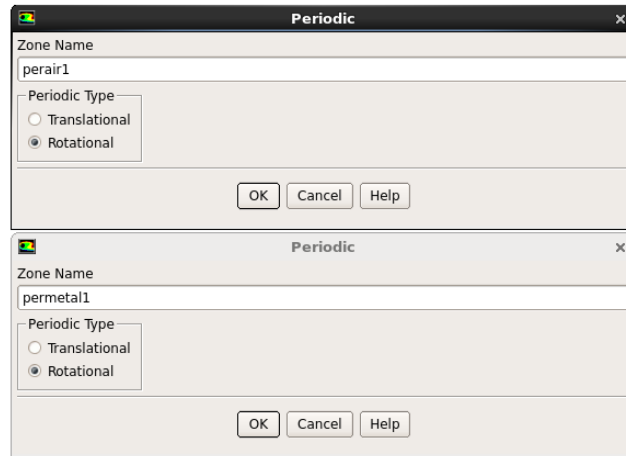 Periodic
Zone Name
perair1
Periodic Type
Translational
Rotational
OK Cancel Help
Periodic
Zone Name
permetal1
Periodic Type
Translational
Rotational
OK Cancel Help